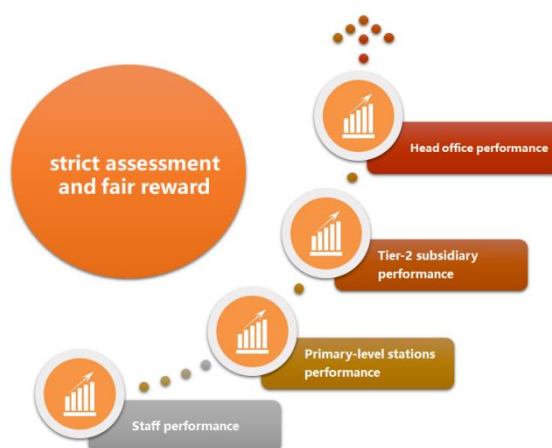 strict assessment
and fair reward
Head office performance
Tier-2 subsidiary
performance
Primary-level stations
performance
Staff performance